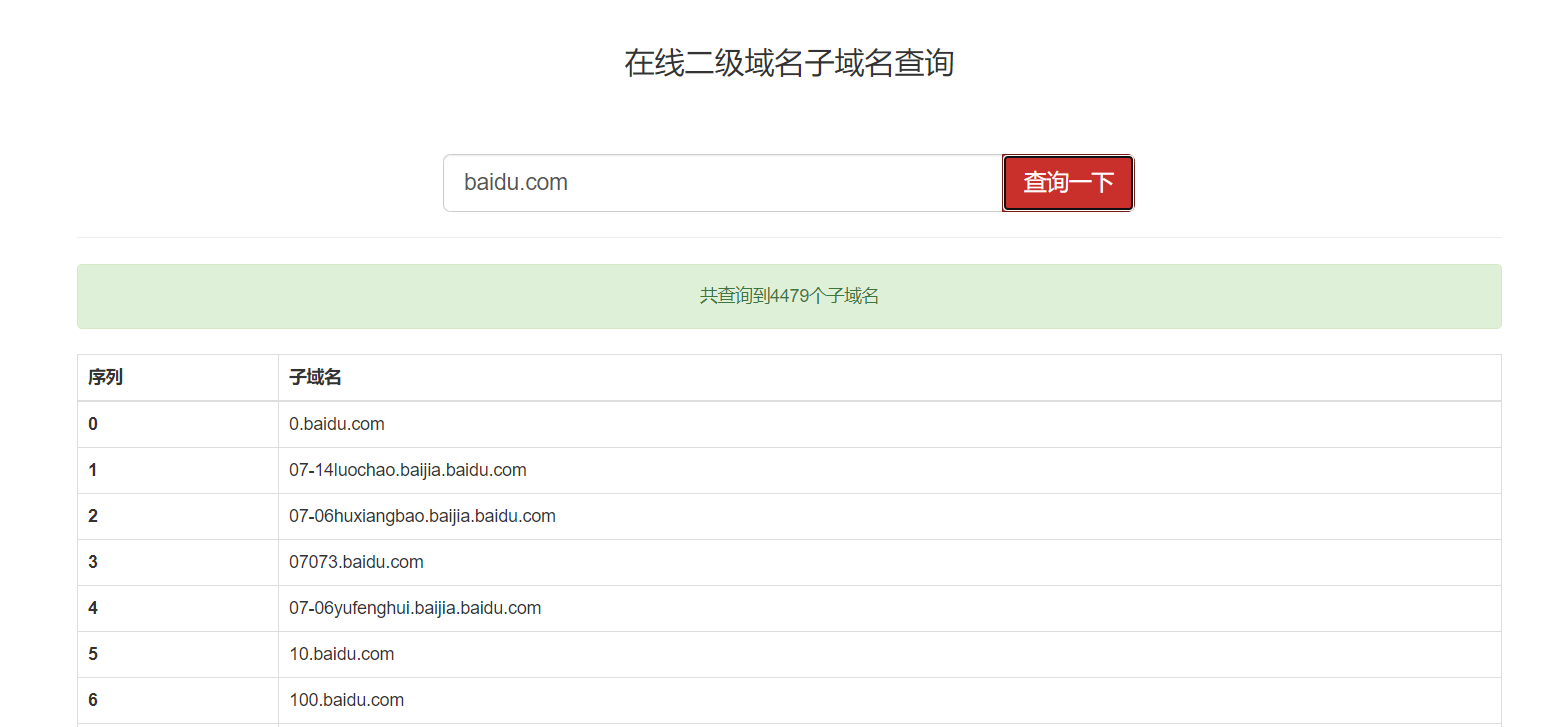 在线二级域名子域名查询
baidu.com 查询一下
共查询到4479个子域名
序列 子域名
0 0.baidu.com
1 07-14luochao.baijia.baidu.com
2 07-06huxiangbao.baijia.baidu.com
3 07073.baidu.com
4 07-06yufenghui.baijia.baidu.com
5 10.baidu.com
6 100.baidu.com